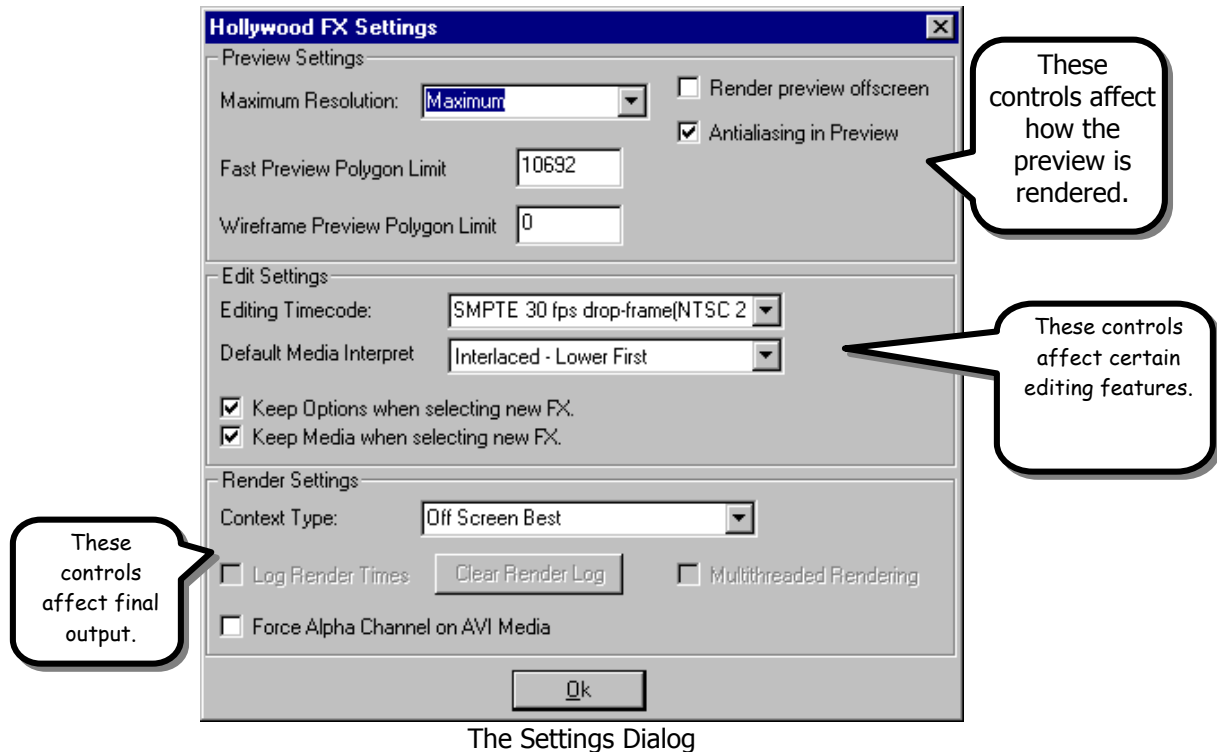 Hollywood FX Settings
Preview Settings
Maximum Resolution: Maximum
Render preview offscreen
Antialiasing in Preview
Fast Preview Polygon Limit 10692
Wireframe Preview Polygon Limit 0
These
controls affect
how the
preview is
rendered.
Edit Settings
Editing Timecode: SMPTE 30 fps drop-frame(NTSC 2
Default Media Interpret Interlaced - Lower First
Keep Options when selecting new FX.
Keep Media when selecting new FX.
These controls
affect certain
editing features.
Render Settings
Context Type: Off Screen Best
Log Render Times Clear Render Log Multithreaded Rendering
Force Alpha Channel on AVI Media
These
controls
affect final
output.
Ok
The Settings Dialog